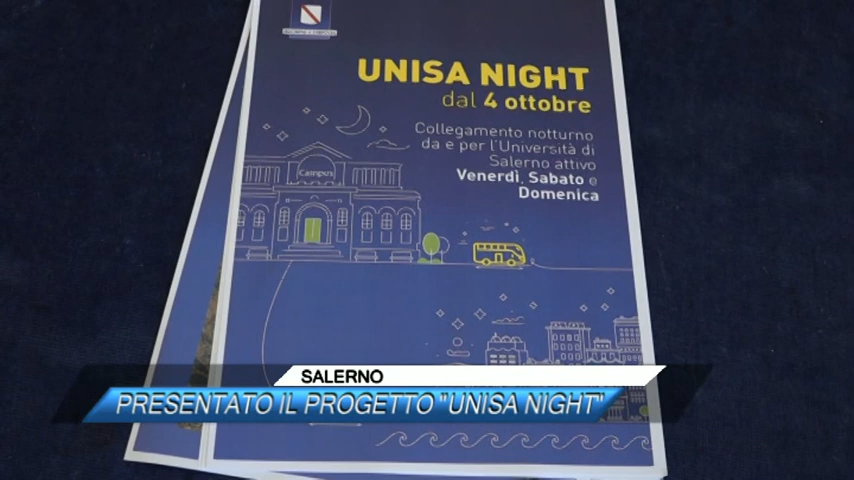 UNISA NIGHT
dal 4 ottobre
Collegamento notturno
da e per l'Università di
Salerno attivo
Venerdì, Sabato e
Domenica
Campus
SALERNO
PRESENTATO IL PROGETTO "UNISA NIGHT"